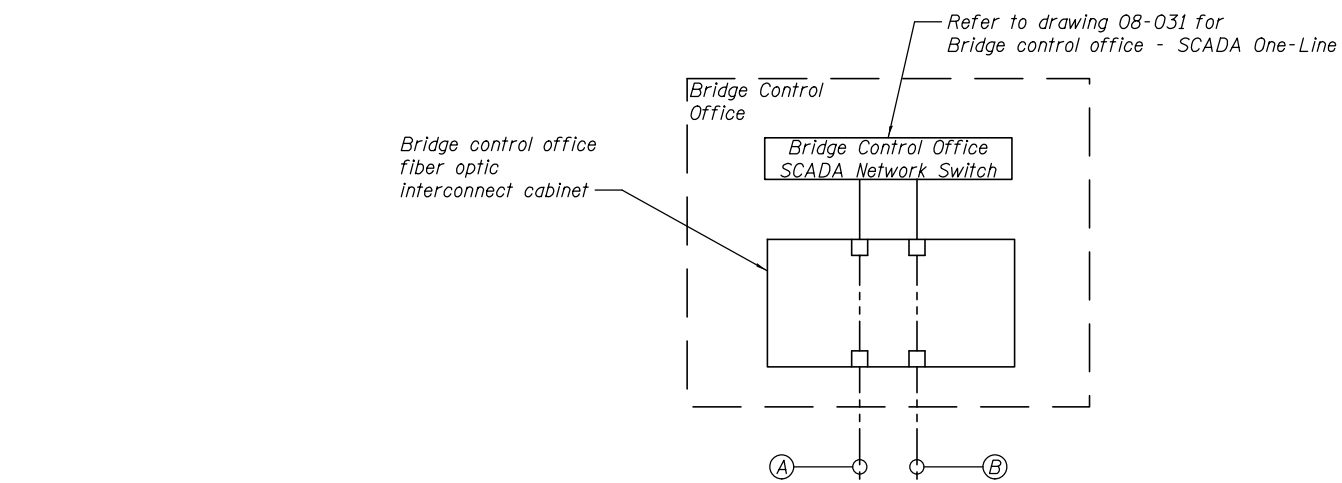 Refer to drawing 08-031 for
Bridge control office - SCADA One-Line
Bridge Control
Office
Bridge control office
fiber optic
interconnect cabinet
Bridge Control Office
SCADA Network Switch
A
B